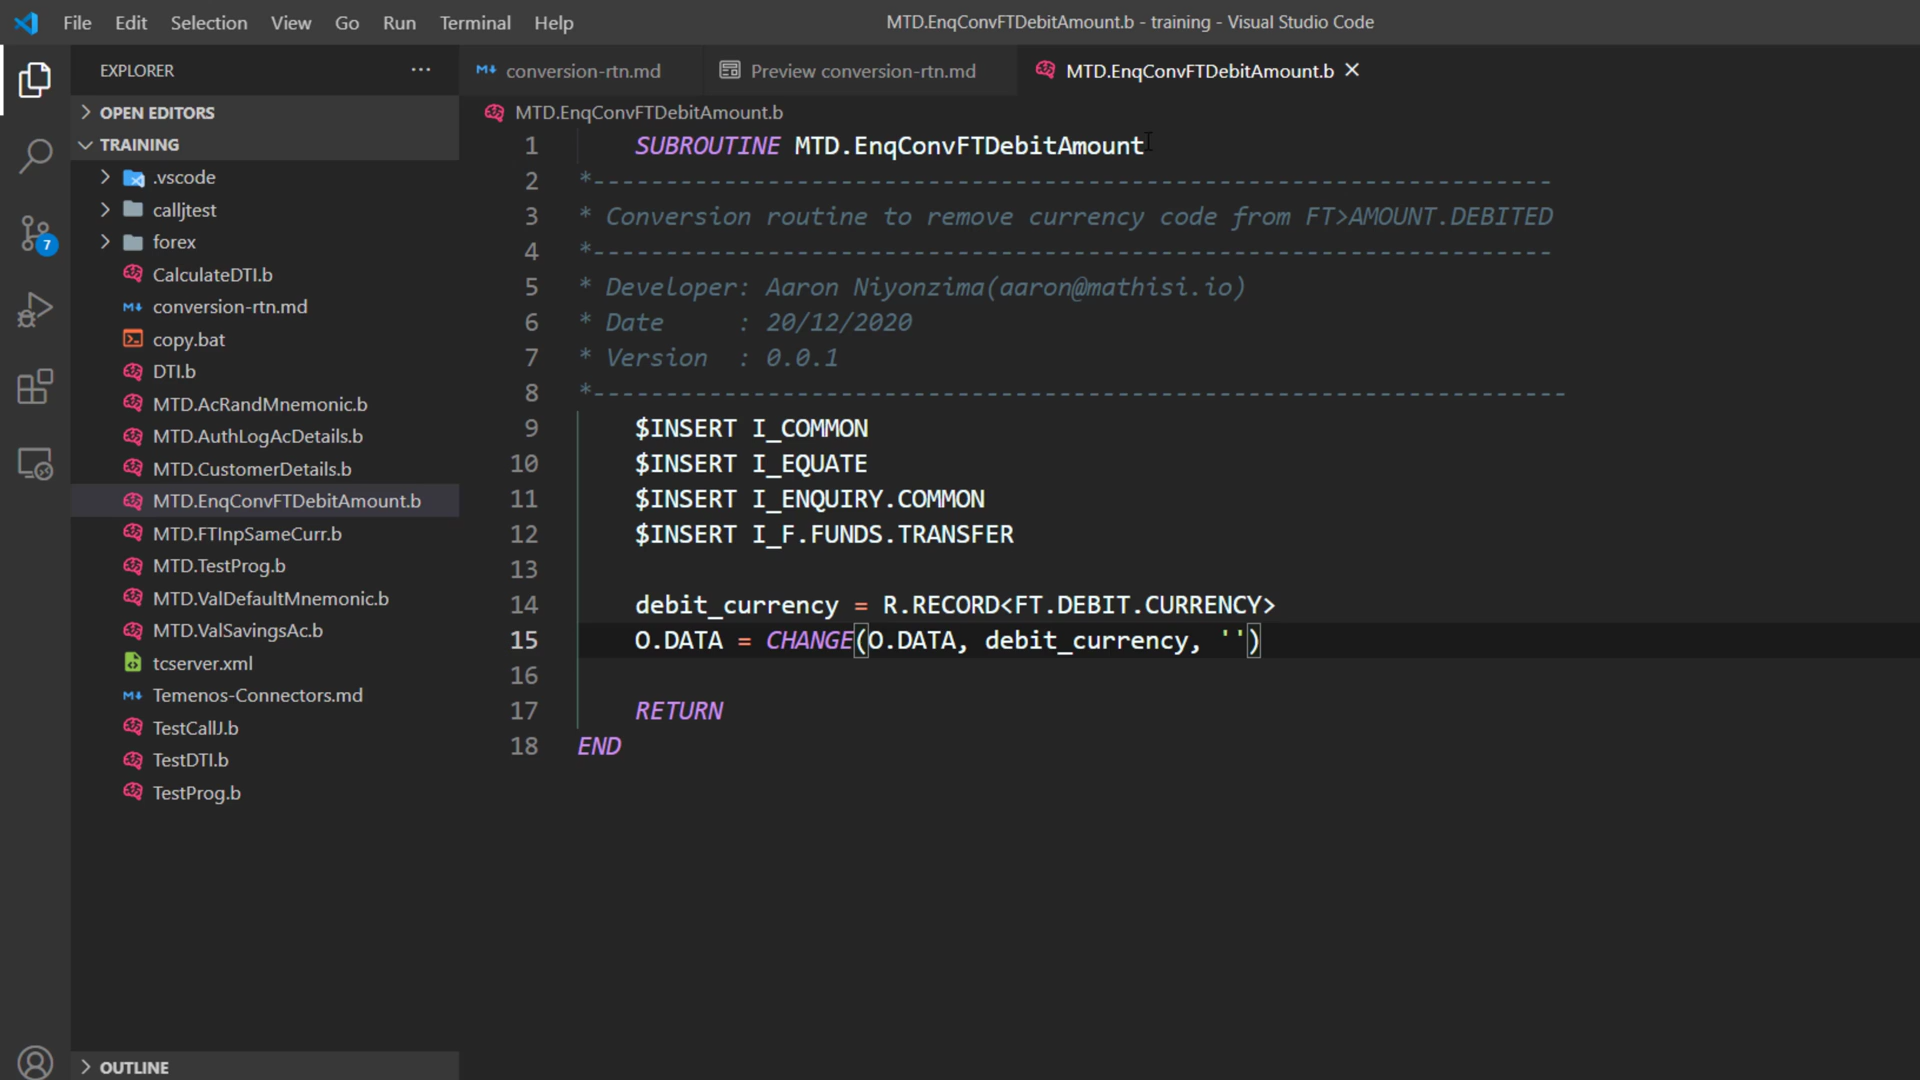 File Edit Selection View Go Run Terminal Help MTD.EnqConvFTDebitAmount.b - training - Visual Studio Code
EXPLORER ···
OPEN EDITORS
TRAINING
.vscode
calljtest
forex
CalculateDTI.b
conversion-rtn.md
copy.bat
DTI.b
MTD.AcRandMnemonic.b
MTD.AuthLogAcDetails.b
MTD.CustomerDetails.b
MTD.EnqConvFTDebitAmount.b
MTD.FTInpSameCurr.b
MTD.TestProg.b
MTD.ValDefaultMnemonic.b
MTD.ValSavingsAc.b
tcserver.xml
Temenos-Connectors.md
TestCallJ.b
TestDTI.b
TestProg.b
OUTLINE
7
conversion-rtn.md Preview conversion-rtn.md MTD.EnqConvFTDebitAmount.b
MTD.EnqConvFTDebitAmount.b
1 SUBROUTINE MTD.EnqConvFTDebitAmount
2 *------------------------------------------------------------------
3 * Conversion routine to remove currency code from FT>AMOUNT.DEBITED
4 *------------------------------------------------------------------
5 * Developer: Aaron Niyonzima(aaron@mathisi.io)
6 * Date : 20/12/2020
7 * Version : 0.0.1
8 *-------------------------------------------------------------------
9 $INSERT I_COMMON
10 $INSERT I_EQUATE
11 $INSERT I_ENQUIRY.COMMON
12 $INSERT I_F.FUNDS.TRANSFER
13
14 debit_currency = R.RECORD<FT.DEBIT.CURRENCY>
15 O.DATA = CHANGE(O.DATA, debit_currency, '')
16
17 RETURN
18 END